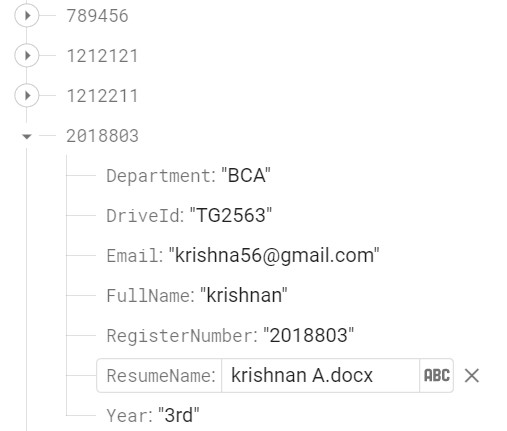 789456
1212121
1212211
2018803
Department: "BCA"
DriveId: "TG2563"
Email: "krishna56@gmail.com"
FullName: "krishnan"
RegisterNumber: "2018803"
ResumeName: krishnan A.docx ABC
Year: "3rd"